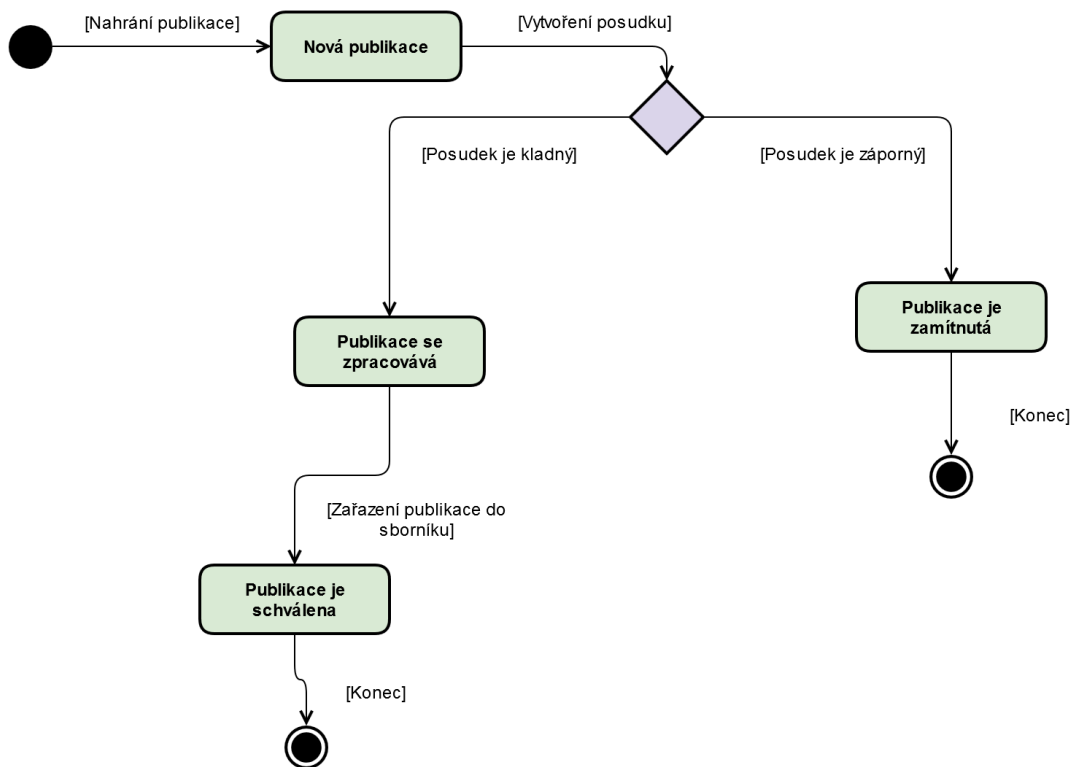 [Nahrání publikace]
Nová publikace
[Vytvoření posudku]
[Posudek je kladný]
[Posudek je záporný]
Publikace je
zamítnutá
Publikace se
zpracovává
[Konec]
[Zařazení publikace do
sborníku]
Publikace je
schválena
[Konec]